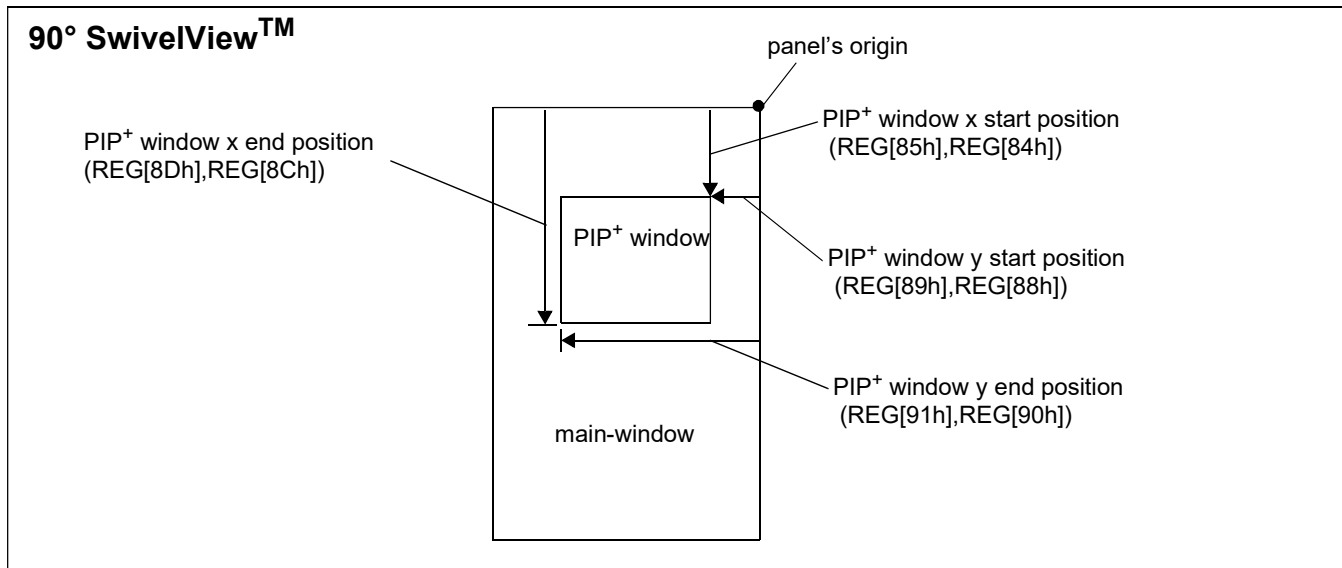 90° SwivelView™
panel's origin
PIP+ window x end position
(REG[8Dh],REG[8Ch])
PIP+ window x start position
(REG[85h],REG[84h])
PIP+ window
PIP+ window y start position
(REG[89h],REG[88h])
PIP+ window y end position
(REG[91h],REG[90h])
main-window